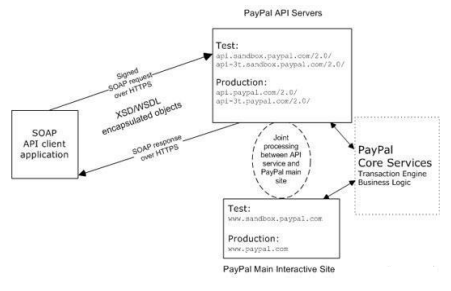 PayPal API Servers
Test:
api.sandbox.paypal.com/2.0/
api-3t.sandbox.paypal.com/2.0/
Production:
api.paypal.com/2.0/
api-3t.paypal.com/2.0/
Signed
SOAP request
over HTTPS
XSD/WSDL
encapsulated objects
SOAP
API client
application
SOAP response
over HTTPS
Joint
processing
between API
service and
PayPal main
site
PayPal
Core Services
Transaction Engine
Business Logic
Test:
www.sandbox.paypal.com
Production:
www.paypal.com
PayPal Main Interactive Site